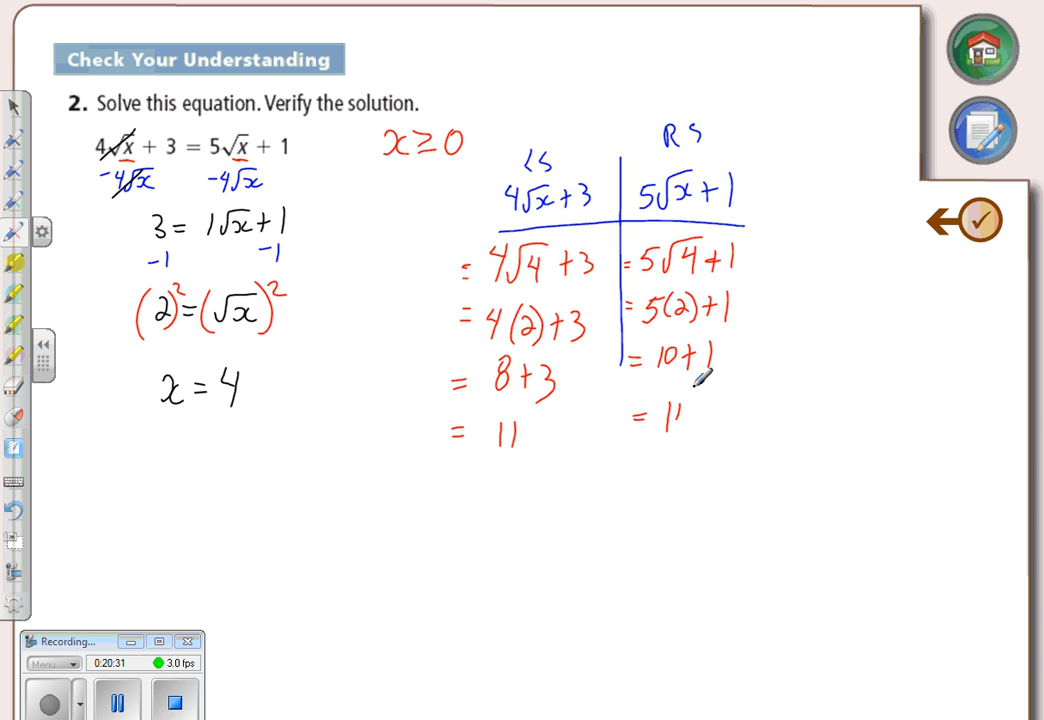 Check Your Understanding
2. Solve this equation. Verify the solution.
4√x + 3 = 5√x + 1
-4√x -4√x
3 = 1√x + 1
-1 -1
(2)² = (√x)²
x = 4
x ≥ 0
LS RS
4√x + 3 5√x + 1
= 4√4 + 3 = 5√4 + 1
= 4(2) + 3 = 5(2) + 1
= 8 + 3 = 10 + 1
= 11 = 11
Recording...
Menu 0:20:31 3.0 fps